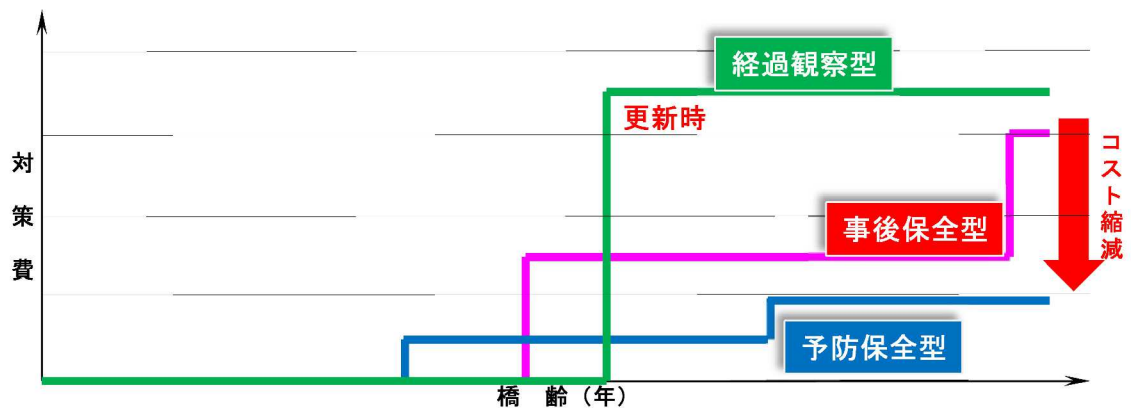 経過観察型
更新時
対策費
コスト縮減
事後保全型
予防保全型
橋　齢（年）